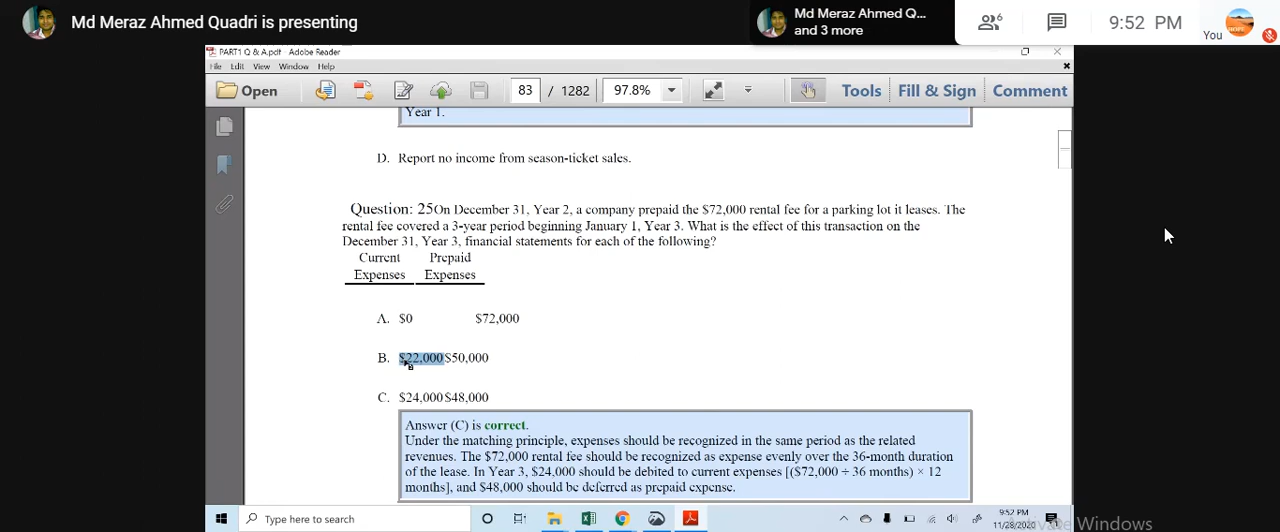 Md Meraz Ahmed Quadri is presenting
Md Meraz Ahmed Q...
and 3 more
6
9:52 PM
You
PART1 Q & A.pdf - Adobe Reader
File Edit View Window Help
Open
83 / 1282
97.8%
Tools
Fill & Sign
Comment
Year 1.
D. Report no income from season-ticket sales.
Question: 25On December 31, Year 2, a company prepaid the $72,000 rental fee for a parking lot it leases. The
rental fee covered a 3-year period beginning January 1, Year 3. What is the effect of this transaction on the
December 31, Year 3, financial statements for each of the following?
Current Prepaid
Expenses Expenses
A. $0 $72,000
B. $22,000$50,000
C. $24,000$48,000
Answer (C) is correct.
Under the matching principle, expenses should be recognized in the same period as the related
revenues. The $72,000 rental fee should be recognized as expense evenly over the 36-month duration
of the lease. In Year 3, $24,000 should be debited to current expenses [($72,000 ÷ 36 months) × 12
months], and $48,000 should be deferred as prepaid expense.
Type here to search
9:52 PM
11/28/2020
Windows